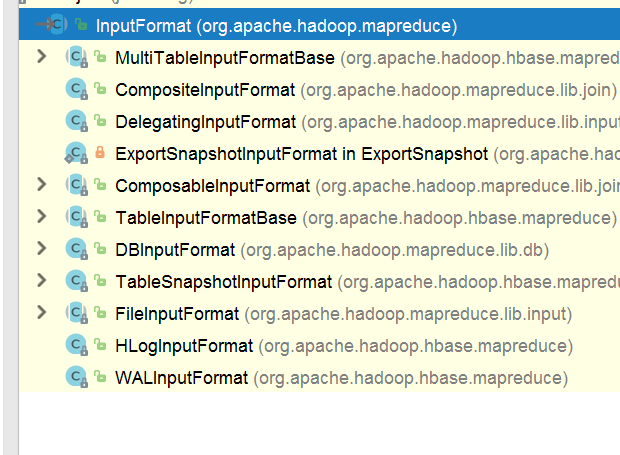 InputFormat (org.apache.hadoop.mapreduce)
MultiTableInputFormatBase (org.apache.hadoop.hbase.mapred
CompositeInputFormat (org.apache.hadoop.mapreduce.lib.join)
DelegatingInputFormat (org.apache.hadoop.mapreduce.lib.input
ExportSnapshotInputFormat in ExportSnapshot (org.apache.had
ComposableInputFormat (org.apache.hadoop.mapreduce.lib.join
TableInputFormatBase (org.apache.hadoop.hbase.mapreduce)
DBInputFormat (org.apache.hadoop.mapreduce.lib.db)
TableSnapshotInputFormat (org.apache.hadoop.hbase.mapredu
FileInputFormat (org.apache.hadoop.mapreduce.lib.input)
HLogInputFormat (org.apache.hadoop.hbase.mapreduce)
WALInputFormat (org.apache.hadoop.hbase.mapreduce)